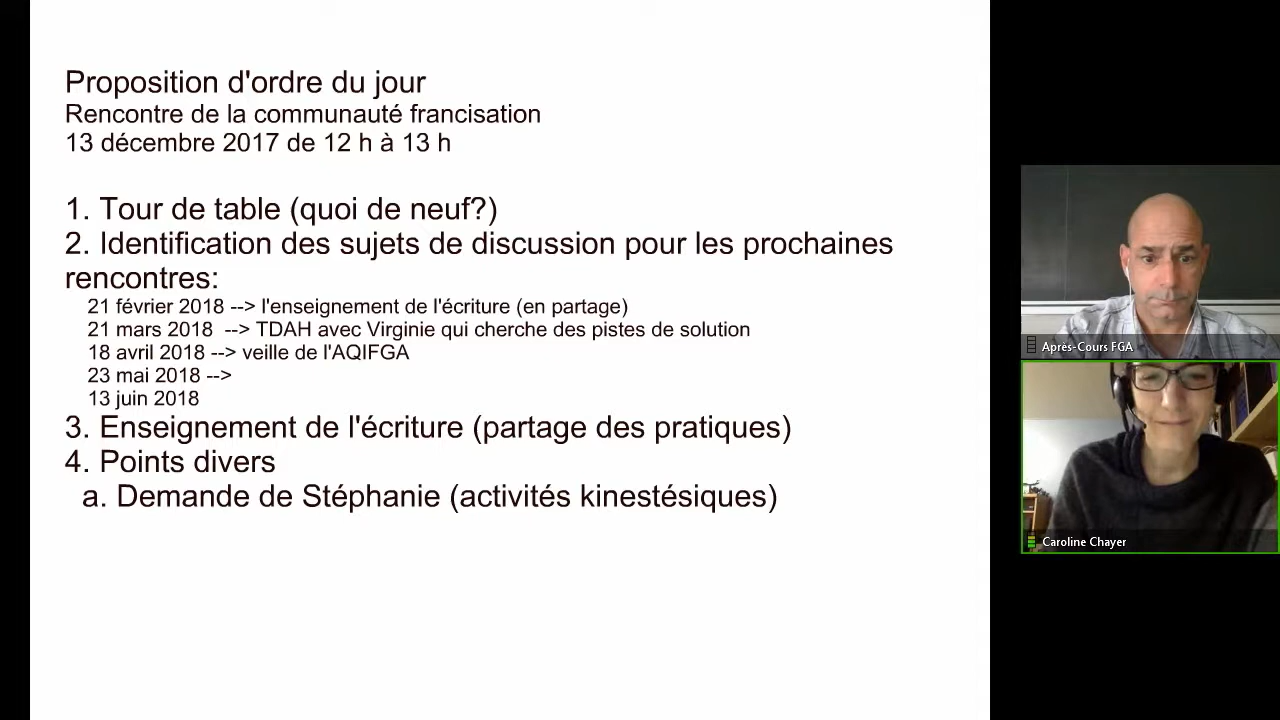 Proposition d'ordre du jour
Rencontre de la communauté francisation
13 décembre 2017 de 12 h à 13 h
1. Tour de table (quoi de neuf?)
2. Identification des sujets de discussion pour les prochaines
rencontres:
21 février 2018 --> l'enseignement de l'écriture (en partage)
21 mars 2018 --> TDAH avec Virginie qui cherche des pistes de solution
18 avril 2018 --> veille de l'AQIFGA
23 mai 2018 -->
13 juin 2018
3. Enseignement de l'écriture (partage des pratiques)
4. Points divers
a. Demande de Stéphanie (activités kinestésiques)
Après-Cours FGA
Caroline Chayer